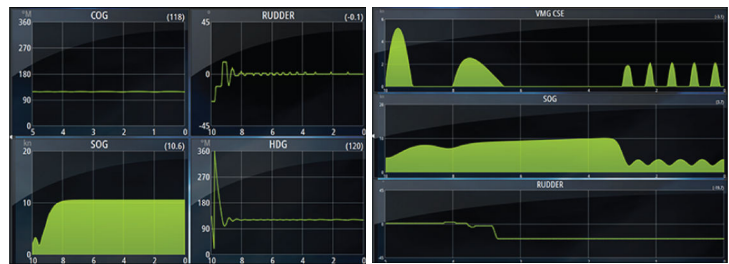 COG (118)
°M
360
270
180
90
0
5 4 3 2 1 0
RUDDER (-0.1)
45
0
-45
10 8 6 4 2 0
SOG (10.6)
kn
20
10
0
10 8 6 4 2 0
HDG (120)
°M
360
270
180
90
0
10 8 6 4 2 0
VMG CSE
SOG
RUDDER